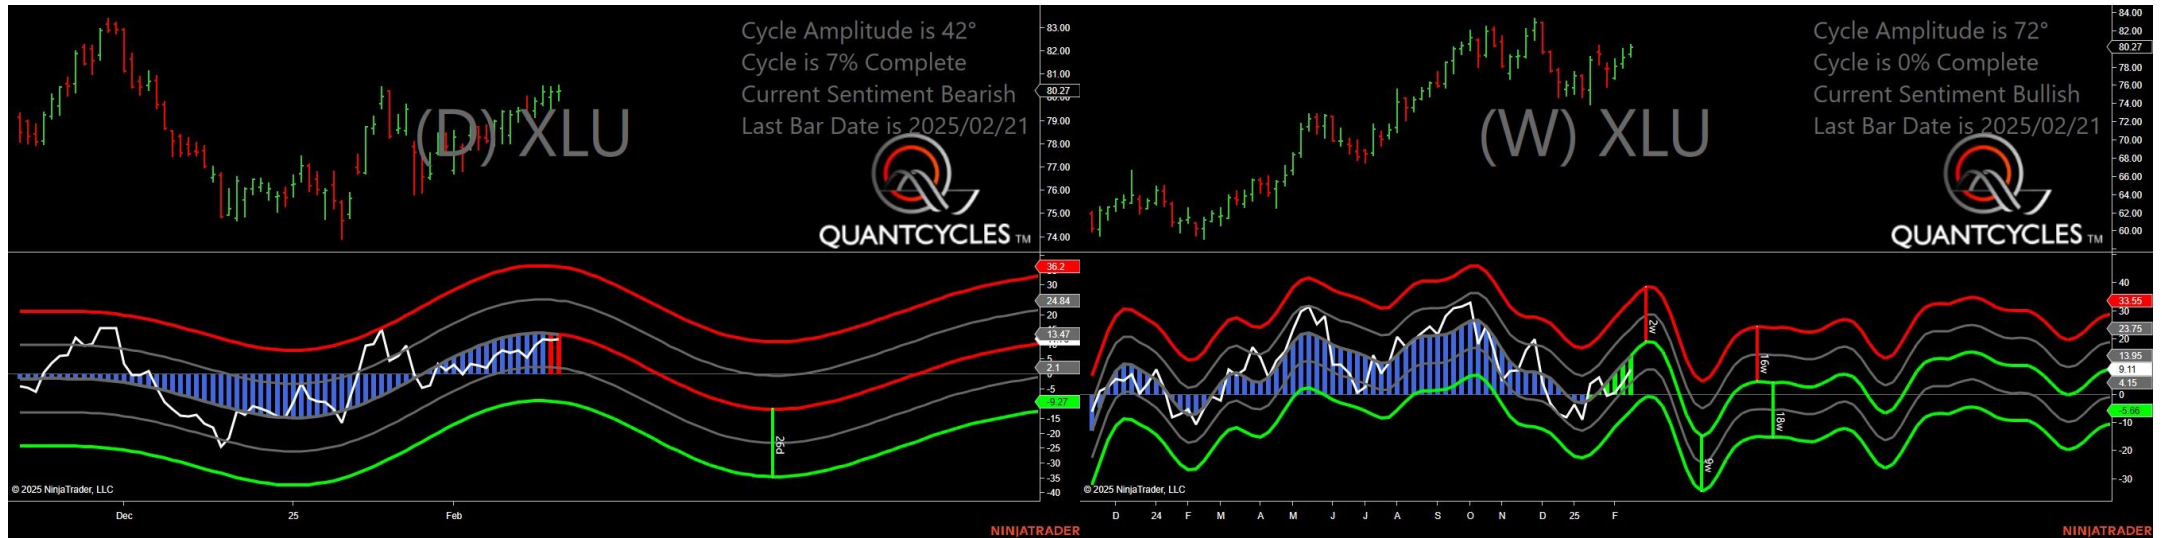 Cycle Amplitude is 42°
Cycle is 7% Complete
Current Sentiment Bearish
Last Bar Date is 2025/02/21
(D) XLU
QUANTCYCLES TM
83.00
82.00
81.00
80.27
79.00
78.00
77.00
76.00
75.00
74.00
36.2
30
24.84
20
13.47
5
2.1
-5
-9.27
-15
-20
-25
-30
-35
-40
26d
© 2025 NinjaTrader, LLC
Dec
25
Feb
NINJATRADER
Cycle Amplitude is 72°
Cycle is 0% Complete
Current Sentiment Bullish
Last Bar Date is 2025/02/21
(W) XLU
QUANTCYCLES TM
84.00
82.00
80.27
78.00
76.00
74.00
72.00
70.00
68.00
66.00
64.00
62.00
60.00
40
33.55
30
23.75
20
13.95
9.11
4.15
0
-5.66
-10
-20
-30
2w
9w
16w
18w
© 2025 NinjaTrader, LLC
D 24 F M A M J J A S O N D 25 F
NINJATRADER